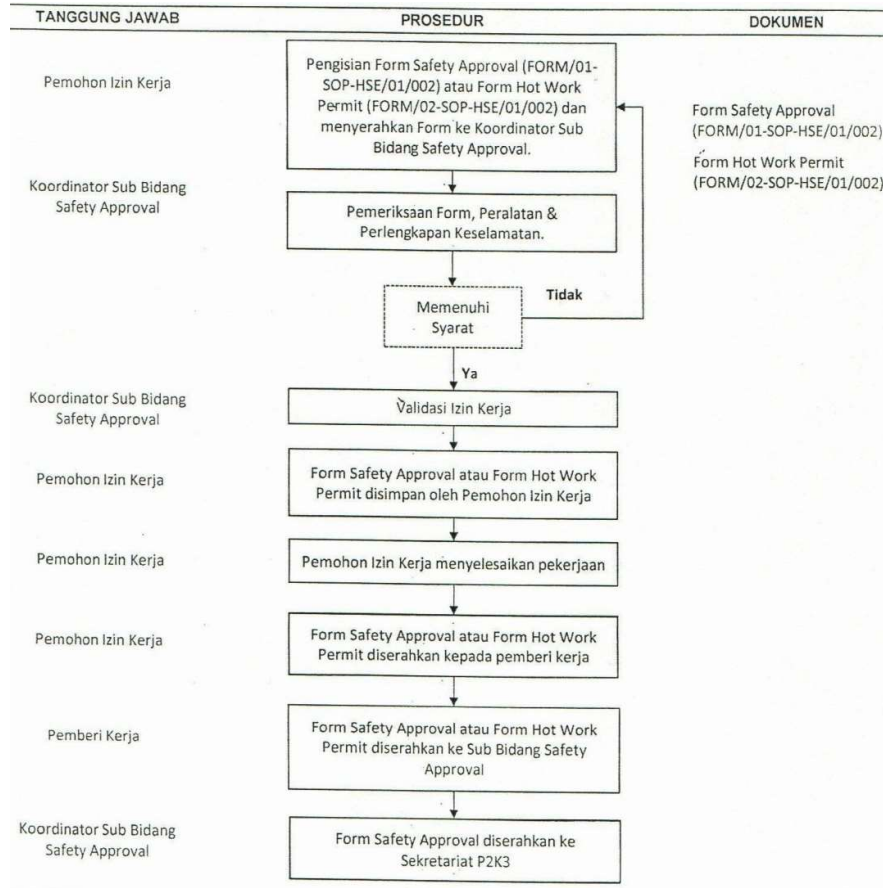 TANGGUNG JAWAB
PROSEDUR
DOKUMEN
Pemohon Izin Kerja
Pengisian Form Safety Approval (FORM/01-
SOP-HSE/01/002) atau Form Hot Work
Permit (FORM/02-SOP-HSE/01/002) dan
menyerahkan Form ke Koordinator Sub
Bidang Safety Approval.
Form Safety Approval
(FORM/01-SOP-HSE/01/002)
Form Hot Work Permit
(FORM/02-SOP-HSE/01/002)
Koordinator Sub Bidang
Safety Approval
Pemeriksaan Form, Peralatan &
Perlengkapan Keselamatan.
Memenuhi
Syarat
Tidak
Ya
Koordinator Sub Bidang
Safety Approval
Validasi Izin Kerja
Pemohon Izin Kerja
Form Safety Approval atau Form Hot Work
Permit disimpan oleh Pemohon Izin Kerja
Pemohon Izin Kerja
Pemohon Izin Kerja menyelesaikan pekerjaan
Pemohon Izin Kerja
Form Safety Approval atau Form Hot Work
Permit diserahkan kepada pemberi kerja
Pemberi Kerja
Form Safety Approval atau Form Hot Work
Permit diserahkan ke Sub Bidang Safety
Approval
Koordinator Sub Bidang
Safety Approval
Form Safety Approval diserahkan ke
Sekretariat P2K3